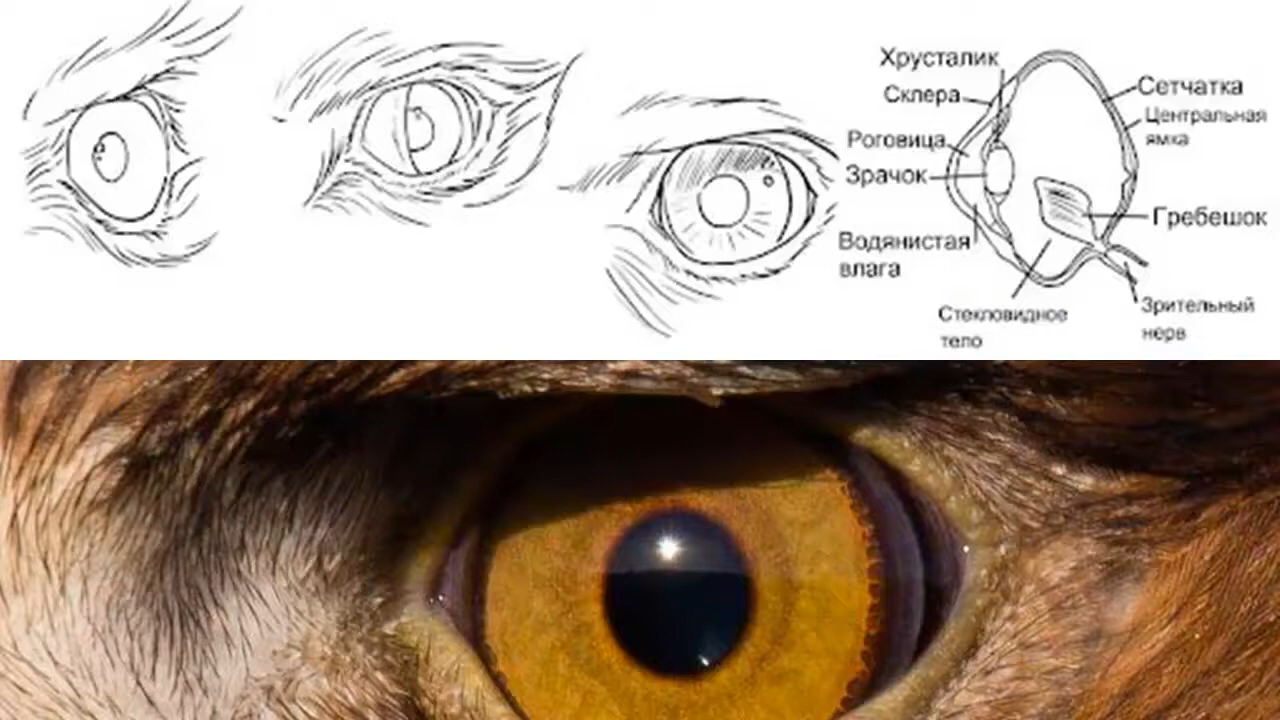 Хрусталик
Склера
Роговица
Зрачок
Водянистая
влага
Стекловидное
тело
Сетчатка
Центральная
ямка
Гребешок
Зрительный
нерв